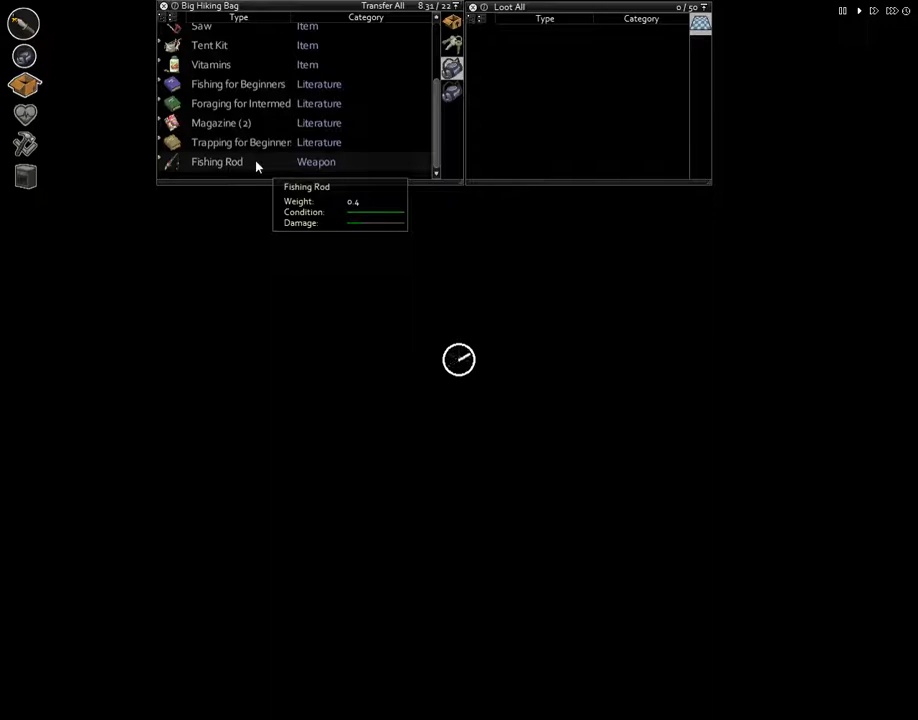 Big Hiking Bag Transfer All 8.31 / 22
Loot All 0 / 50
Type Category
Type Category
Saw Item
Tent Kit Item
Vitamins Item
Fishing for Beginners Literature
Foraging for Intermed Literature
Magazine (2) Literature
Trapping for Beginner Literature
Fishing Rod Weapon
Fishing Rod
Weight: 0.4
Condition:
Damage: